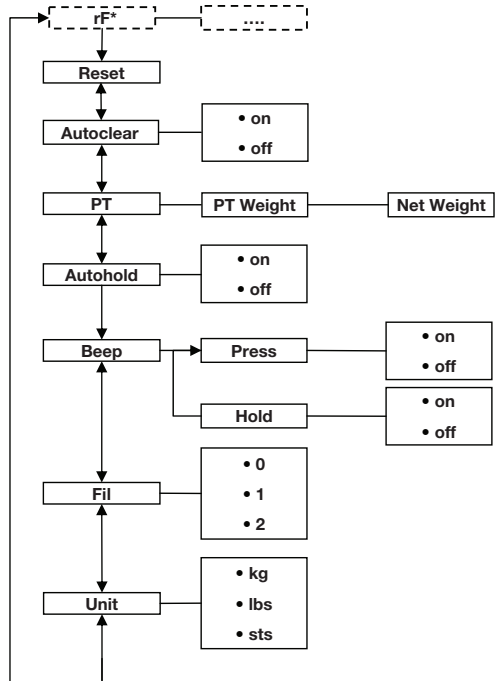 rF*
....
Reset
Autoclear
• on
• off
PT
PT Weight
Net Weight
Autohold
• on
• off
Beep
Press
• on
• off
Hold
• on
• off
Fil
• 0
• 1
• 2
Unit
• kg
• lbs
• sts